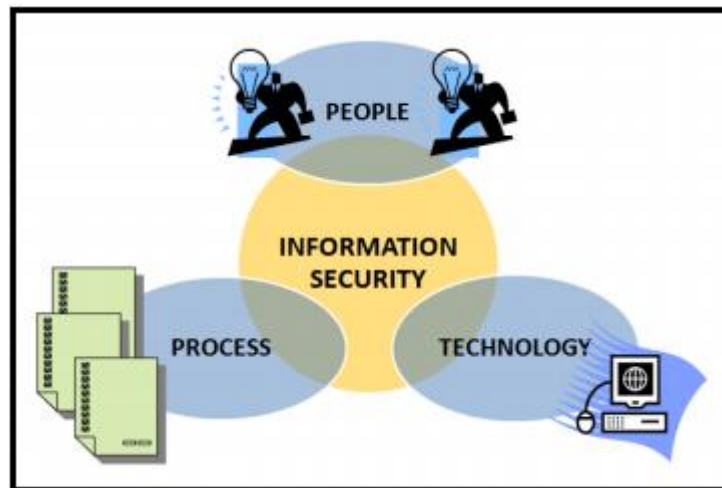 PEOPLE
INFORMATION
SECURITY
PROCESS
TECHNOLOGY